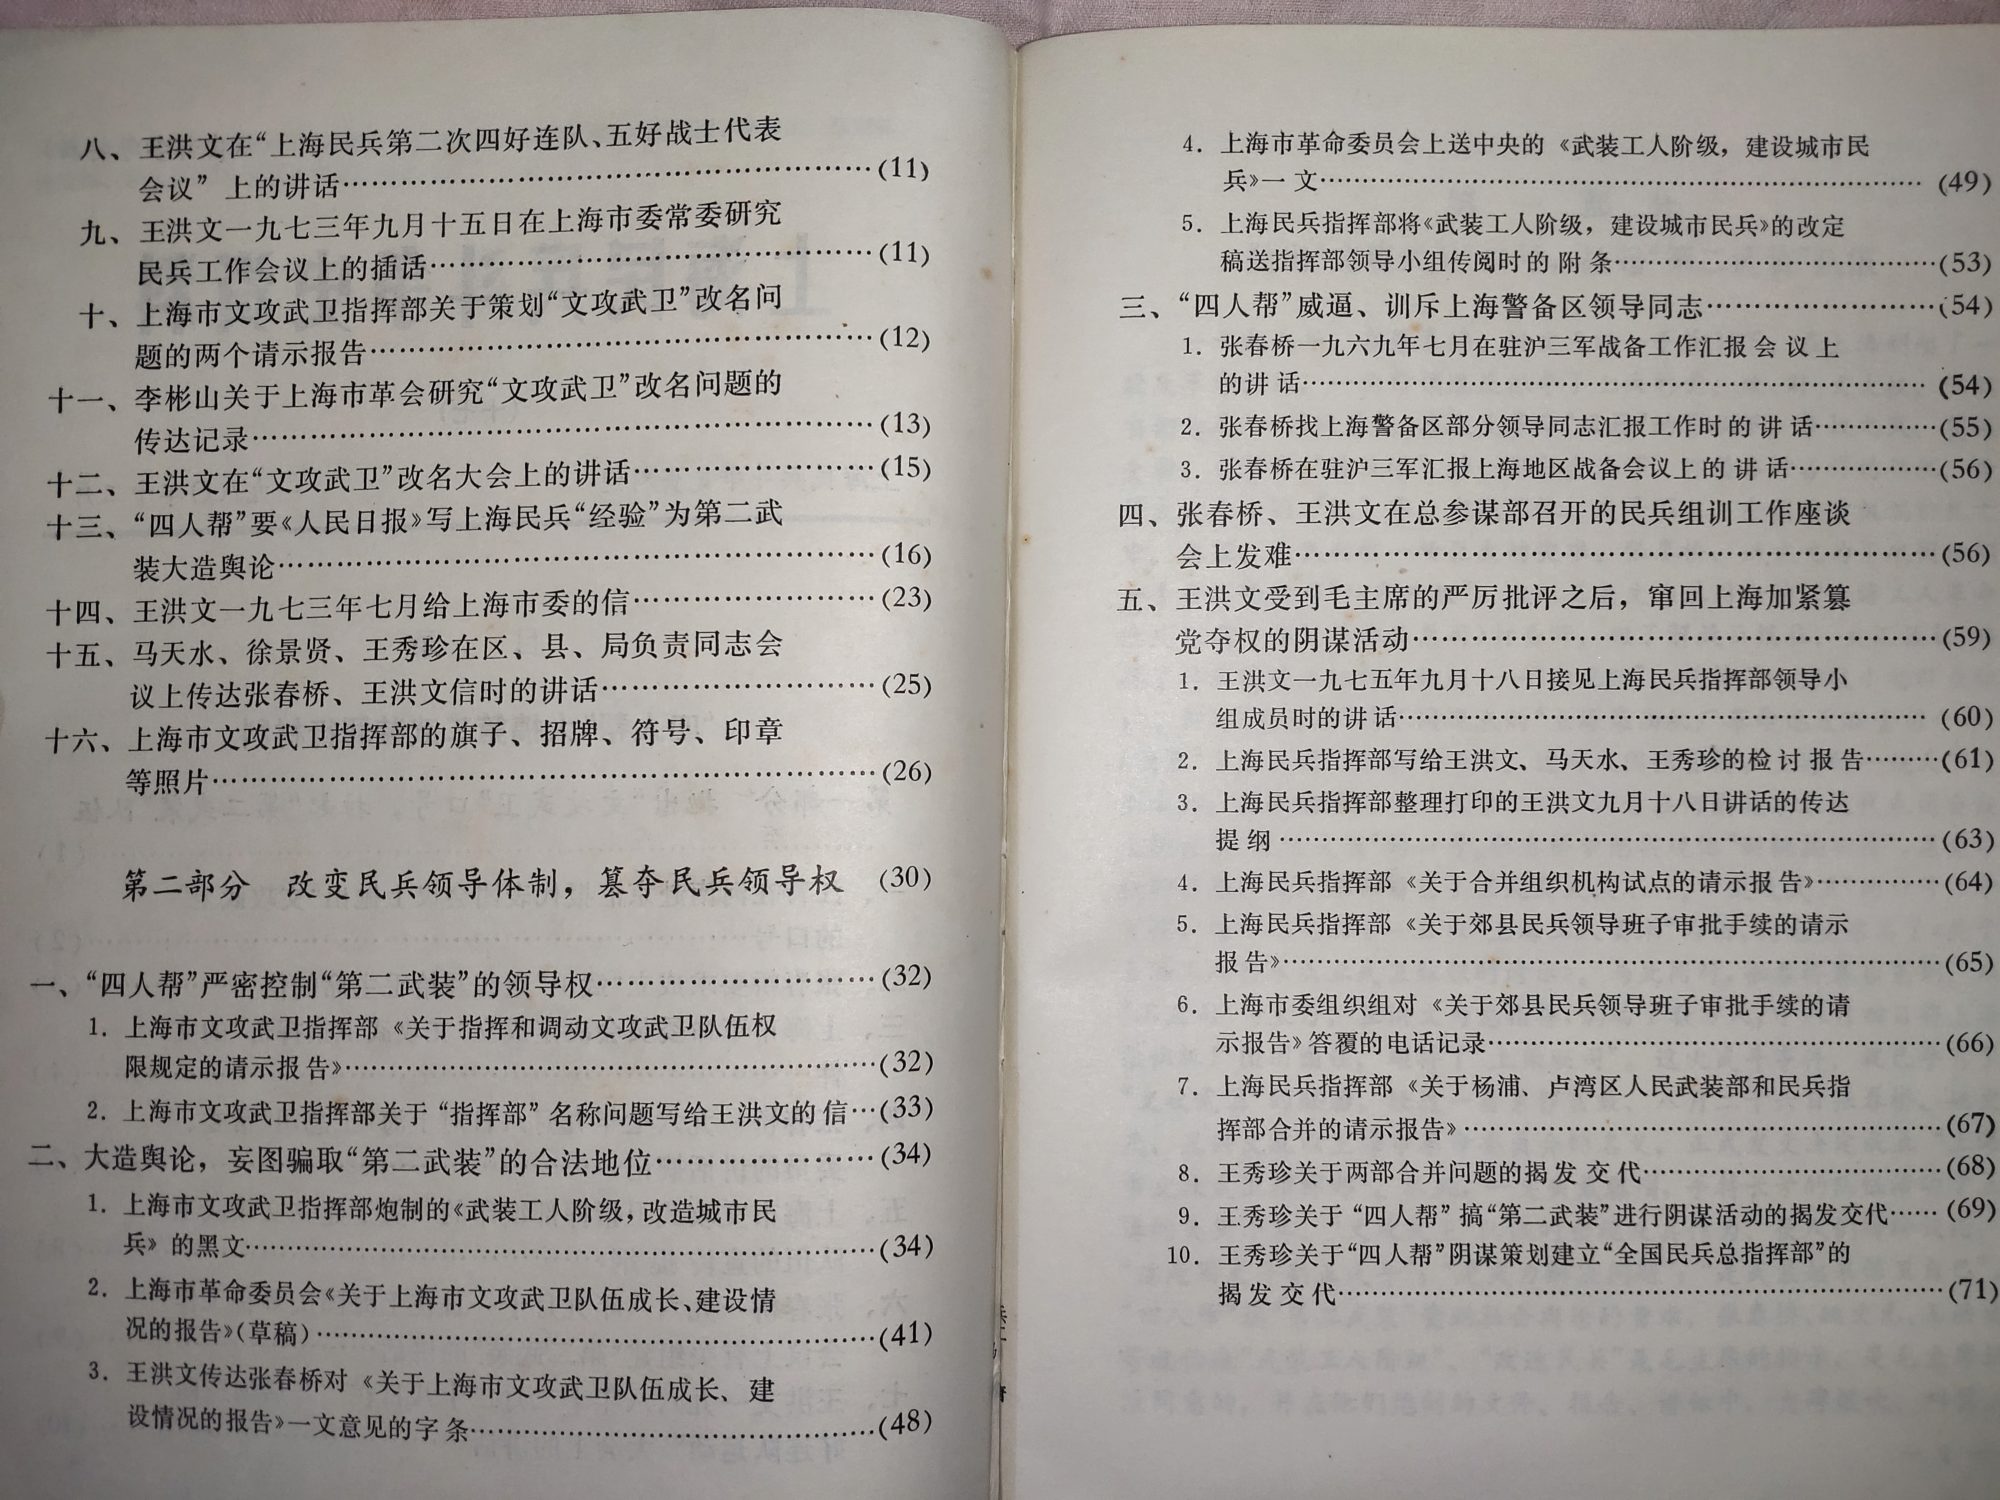 八、王洪文在“上海民兵第二次四好连队、五好战士代表
会议”上的讲话……(11)
九、王洪文一九七三年九月十五日在上海市委常委研究
民兵工作会议上的插话……(11)
十、上海市文攻武卫指挥部关于策划“文攻武卫”改名问
题的两个请示报告……(12)
十一、李彬山关于上海市革会研究“文攻武卫”改名问题的
传达记录……(13)
十二、王洪文在“文攻武卫”改名大会上的讲话……(15)
十三、“四人帮”要《人民日报》写上海民兵“经验”为第二武
装大造舆论……(16)
十四、王洪文一九七三年七月给上海市委的信……(23)
十五、马天水、徐景贤、王秀珍在区、县、局负责同志会
议上传达张春桥、王洪文信时的讲话……(25)
十六、上海市文攻武卫指挥部的旗子、招牌、符号、印章
等照片……(26)
第二部分 改变民兵领导体制，篡夺民兵领导权 (30)
一、“四人帮”严密控制“第二武装”的领导权……(32)
1．上海市文攻武卫指挥部《关于指挥和调动文攻武卫队伍权
限规定的请示报告》……(32)
2．上海市文攻武卫指挥部关于“指挥部”名称问题写给王洪文的信…(33)
二、大造舆论，妄图骗取“第二武装”的合法地位……(34)
1．上海市文攻武卫指挥部炮制的《武装工人阶级，改造城市民
兵》的黑文……(34)
2．上海市革命委员会《关于上海市文攻武卫队伍成长、建设情
况的报告》(草稿)……(41)
3．王洪文传达张春桥对《关于上海市文攻武卫队伍成长、建
设情况的报告》一文意见的字条……(48)
4．上海市革命委员会上送中央的《武装工人阶级，建设城市民
兵》一文……(49)
5．上海民兵指挥部将《武装工人阶级，建设城市民兵》的改定
稿送指挥部领导小组传阅时的附条……(53)
三、“四人帮”威逼、训斥上海警备区领导同志……(54)
1．张春桥一九六九年七月在驻沪三军战备工作汇报会议上
的讲话……(54)
2．张春桥找上海警备区部分领导同志汇报工作时的讲话……(55)
3．张春桥在驻沪三军汇报上海地区战备会议上的讲话……(56)
四、张春桥、王洪文在总参谋部召开的民兵组训工作座谈
会上发难……(56)
五、王洪文受到毛主席的严厉批评之后，窜回上海加紧篡
党夺权的阴谋活动……(59)
1．王洪文一九七五年九月十八日接见上海民兵指挥部领导小
组成员时的讲话……(60)
2．上海民兵指挥部写给王洪文、马天水、王秀珍的检讨报告……(61)
3．上海民兵指挥部整理打印的王洪文九月十八日讲话的传达
提纲……(63)
4．上海民兵指挥部《关于合并组织机构试点的请示报告》……(64)
5．上海民兵指挥部《关于郊县民兵领导班子审批手续的请示
报告》……(65)
6．上海市委组织组对《关于郊县民兵领导班子审批手续的请
示报告》答覆的电话记录……(66)
7．上海民兵指挥部《关于杨浦、卢湾区人民武装部和民兵指
挥部合并的请示报告》……(67)
8．王秀珍关于两部合并问题的揭发交代……(68)
9．王秀珍关于“四人帮”搞“第二武装”进行阴谋活动的揭发交代……(69)
10．王秀珍关于“四人帮”阴谋策划建立“全国民兵总指挥部”的
揭发交代……(71)